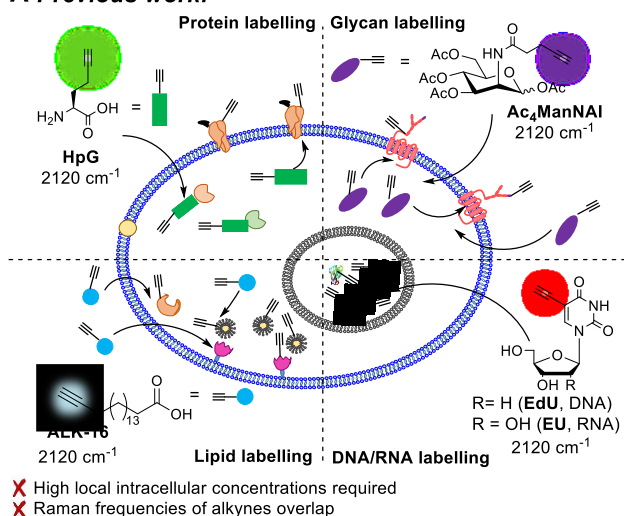 A Previous work:
Protein labelling
Glycan labelling
H₂N
O
OH
=
HpG
2120 cm⁻¹
=
AcO
AcO
AcO
HN
O
O
OAc
Ac₄ManNAl
2120 cm⁻¹
( )₁₃
O
OH
=
ALK-16
2120 cm⁻¹
Lipid labelling
DNA/RNA labelling
O
NH
N
O
HO
O
OH
R
R= H (EdU, DNA)
R = OH (EU, RNA)
2120 cm⁻¹
✗ High local intracellular concentrations required
✗ Raman frequencies of alkynes overlap